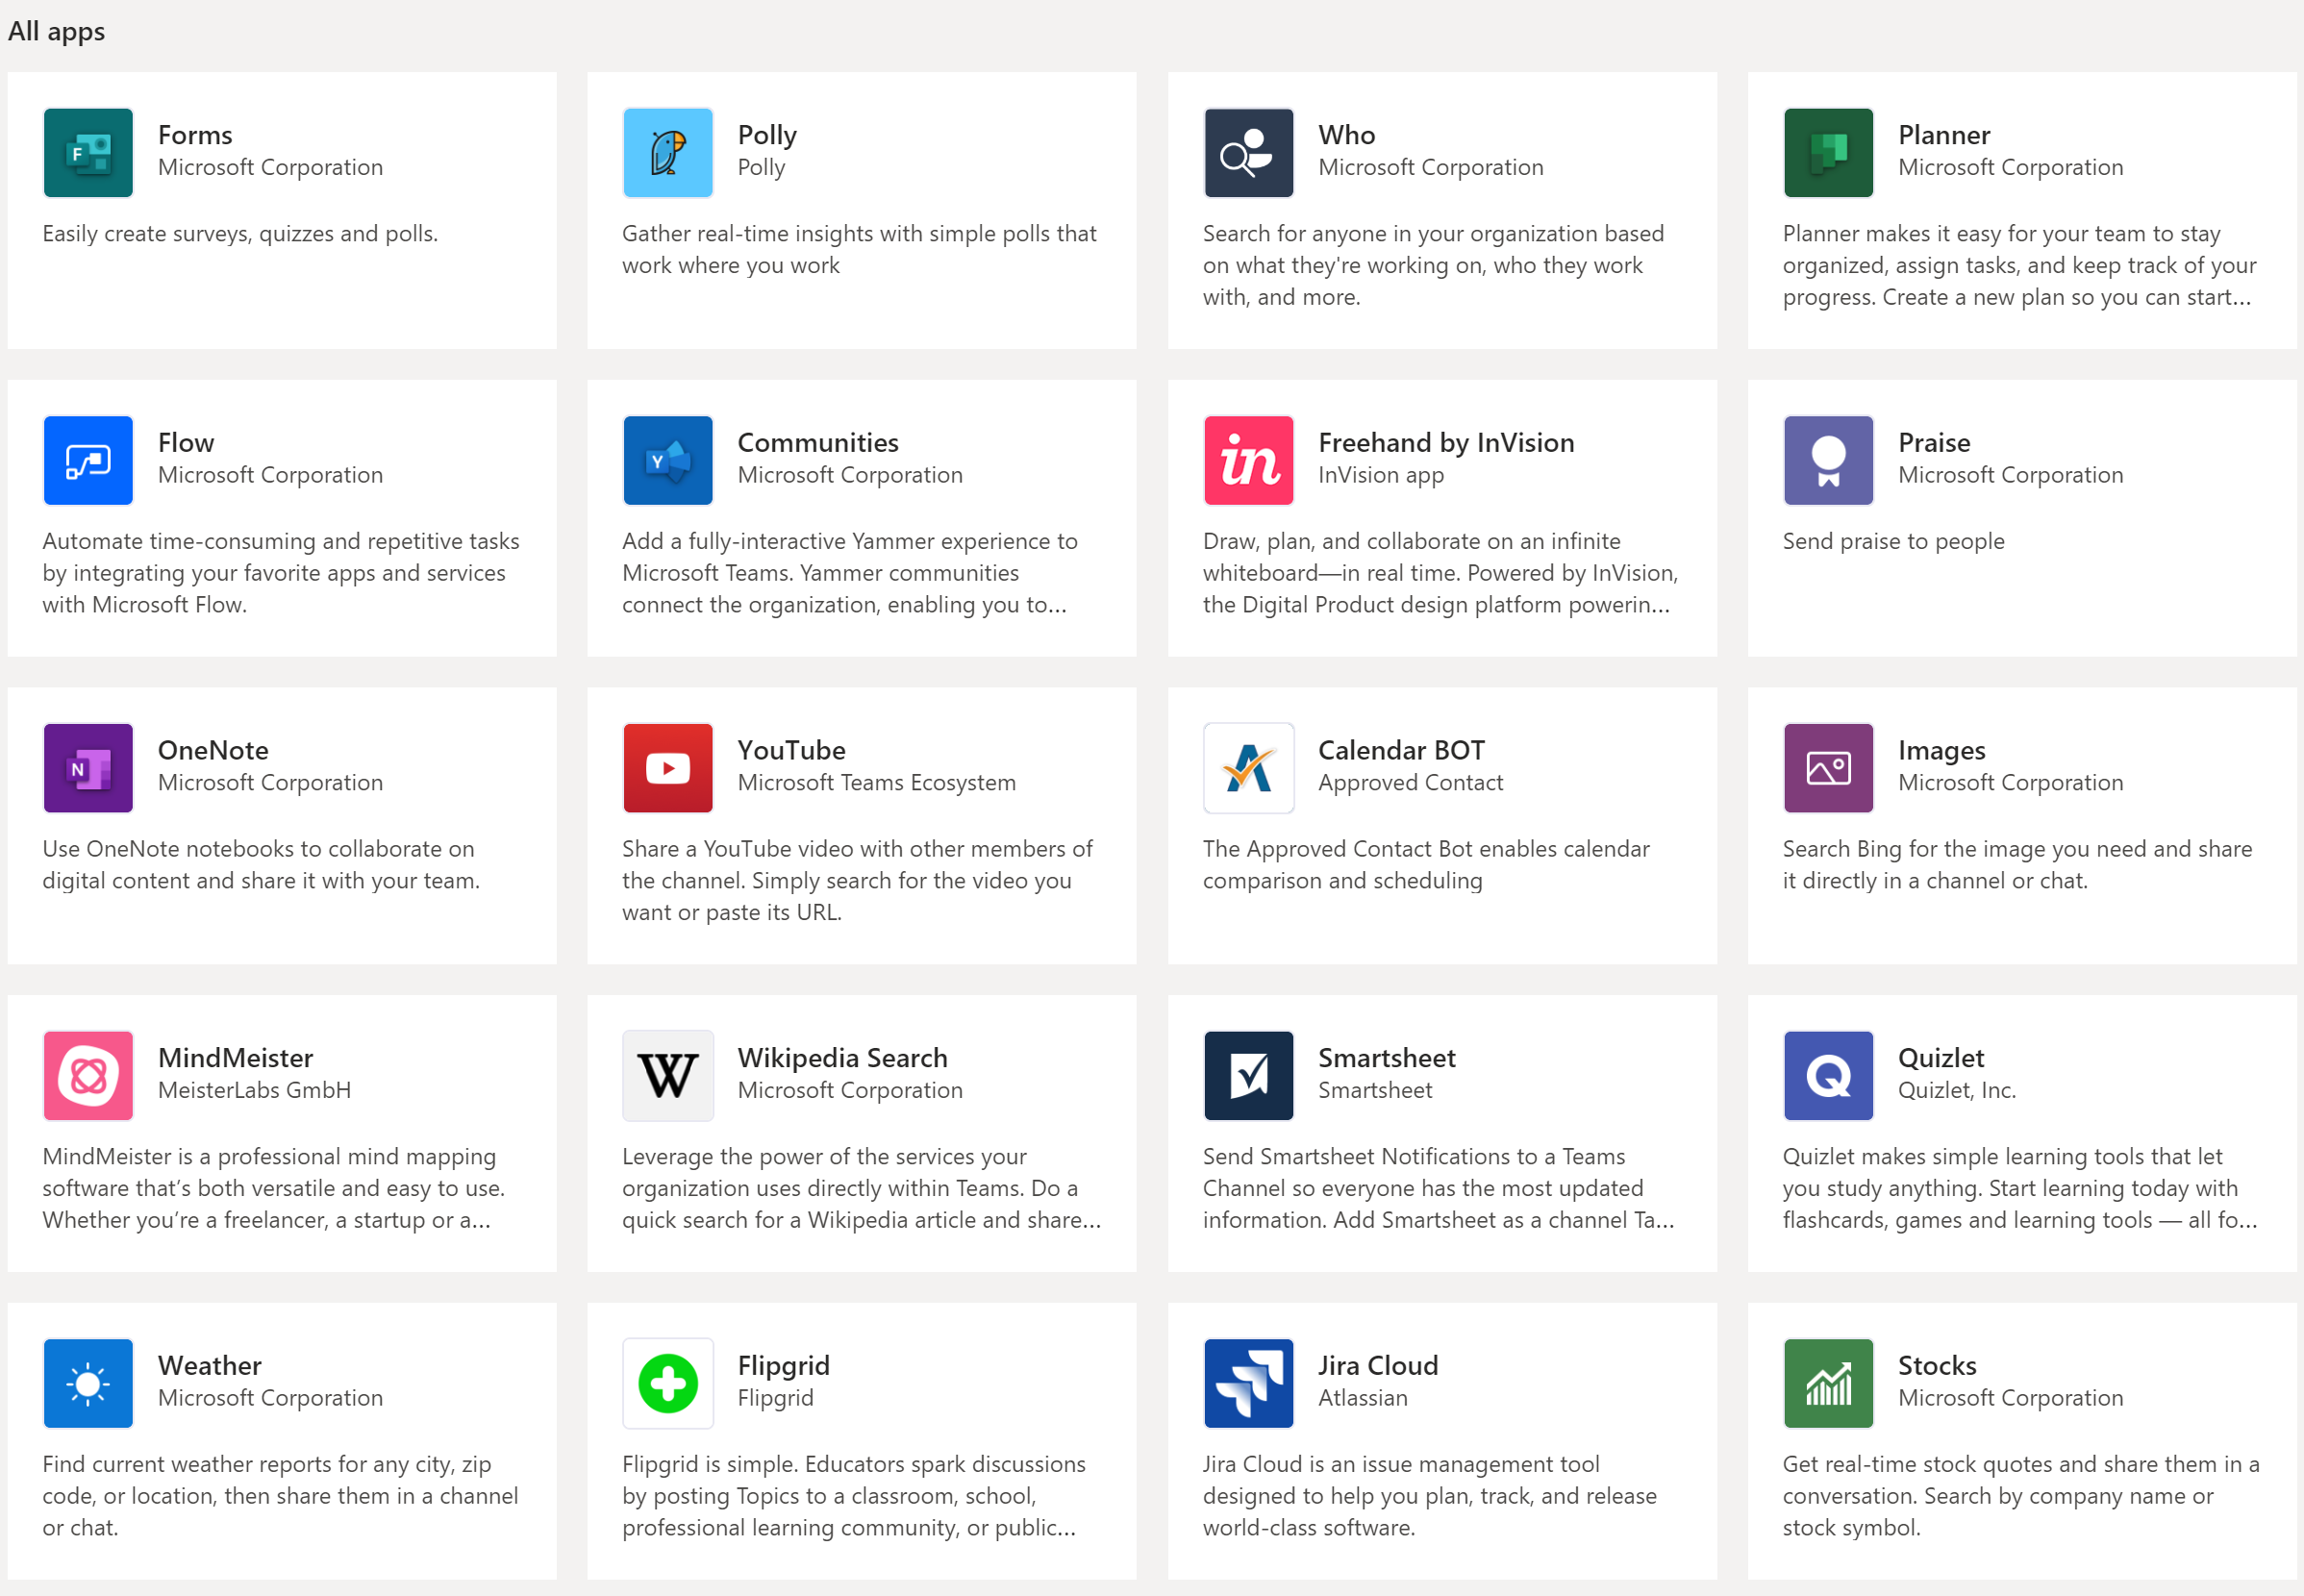 All apps
F
Forms
Microsoft Corporation
Easily create surveys, quizzes and polls.
Polly
Polly
Gather real-time insights with simple polls that
work where you work
Who
Microsoft Corporation
Search for anyone in your organization based
on what they're working on, who they work
with, and more.
Planner
Microsoft Corporation
Planner makes it easy for your team to stay
organized, assign tasks, and keep track of your
progress. Create a new plan so you can start...
Flow
Microsoft Corporation
Automate time-consuming and repetitive tasks
by integrating your favorite apps and services
with Microsoft Flow.
Y
Communities
Microsoft Corporation
Add a fully-interactive Yammer experience to
Microsoft Teams. Yammer communities
connect the organization, enabling you to...
in
Freehand by InVision
InVision app
Draw, plan, and collaborate on an infinite
whiteboard—in real time. Powered by InVision,
the Digital Product design platform powerin...
Praise
Microsoft Corporation
Send praise to people
N
OneNote
Microsoft Corporation
Use OneNote notebooks to collaborate on
digital content and share it with your team.
YouTube
Microsoft Teams Ecosystem
Share a YouTube video with other members of
the channel. Simply search for the video you
want or paste its URL.
A
Calendar BOT
Approved Contact
The Approved Contact Bot enables calendar
comparison and scheduling
Images
Microsoft Corporation
Search Bing for the image you need and share
it directly in a channel or chat.
MindMeister
MeisterLabs GmbH
MindMeister is a professional mind mapping
software that’s both versatile and easy to use.
Whether you’re a freelancer, a startup or a...
W
Wikipedia Search
Microsoft Corporation
Leverage the power of the services your
organization uses directly within Teams. Do a
quick search for a Wikipedia article and share...
Smartsheet
Smartsheet
Send Smartsheet Notifications to a Teams
Channel so everyone has the most updated
information. Add Smartsheet as a channel Ta...
Q
Quizlet
Quizlet, Inc.
Quizlet makes simple learning tools that let
you study anything. Start learning today with
flashcards, games and learning tools — all fo...
Weather
Microsoft Corporation
Find current weather reports for any city, zip
code, or location, then share them in a channel
or chat.
Flipgrid
Flipgrid
Flipgrid is simple. Educators spark discussions
by posting Topics to a classroom, school,
professional learning community, or public...
Jira Cloud
Atlassian
Jira Cloud is an issue management tool
designed to help you plan, track, and release
world-class software.
Stocks
Microsoft Corporation
Get real-time stock quotes and share them in a
conversation. Search by company name or
stock symbol.